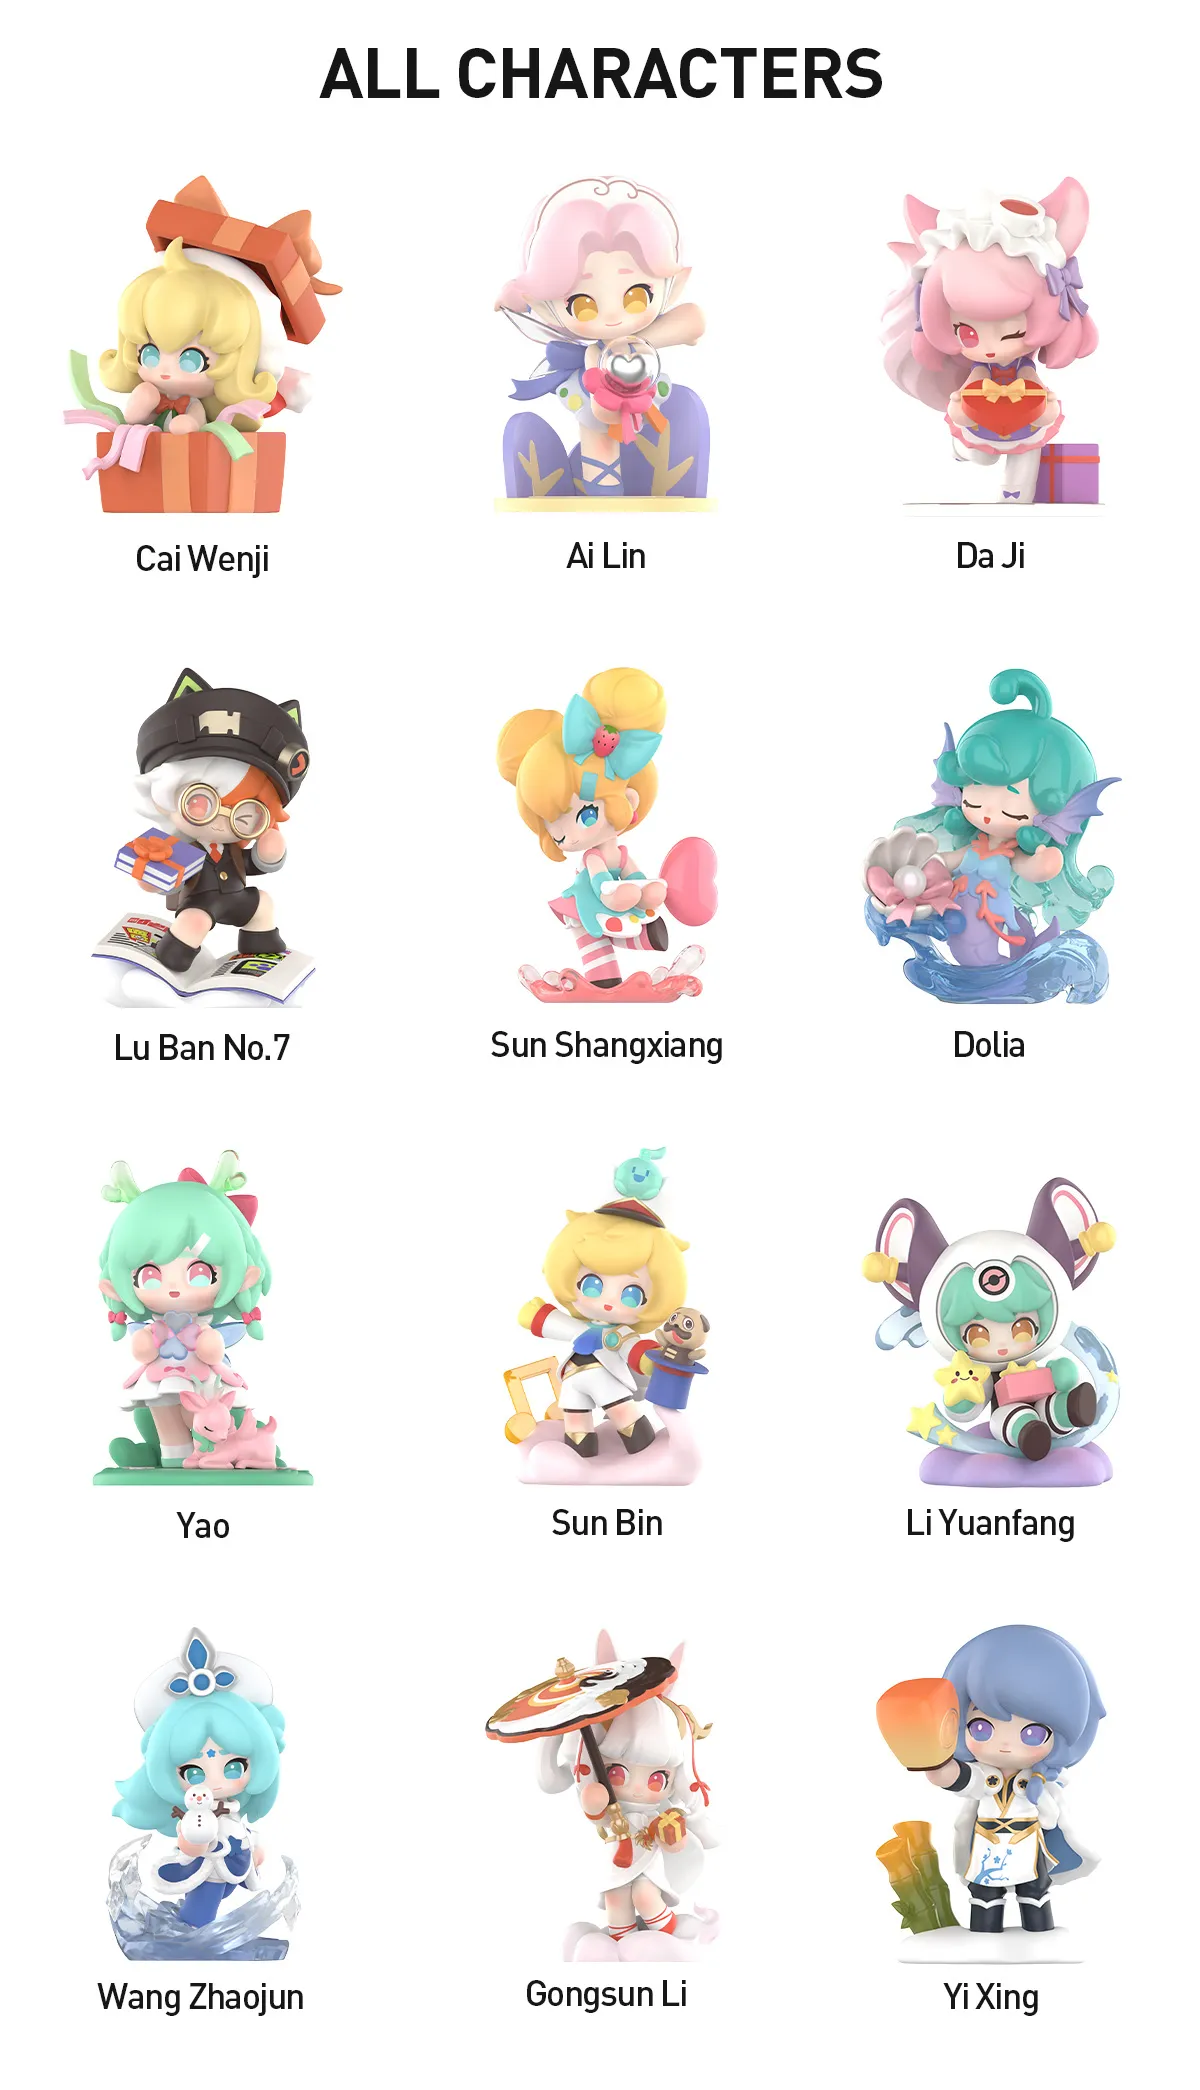 ALL CHARACTERS
Cai Wenji
Ai Lin
Da Ji
Lu Ban No.7
Sun Shangxiang
Dolia
Yao
Sun Bin
Li Yuanfang
Wang Zhaojun
Gongsun Li
Yi Xing